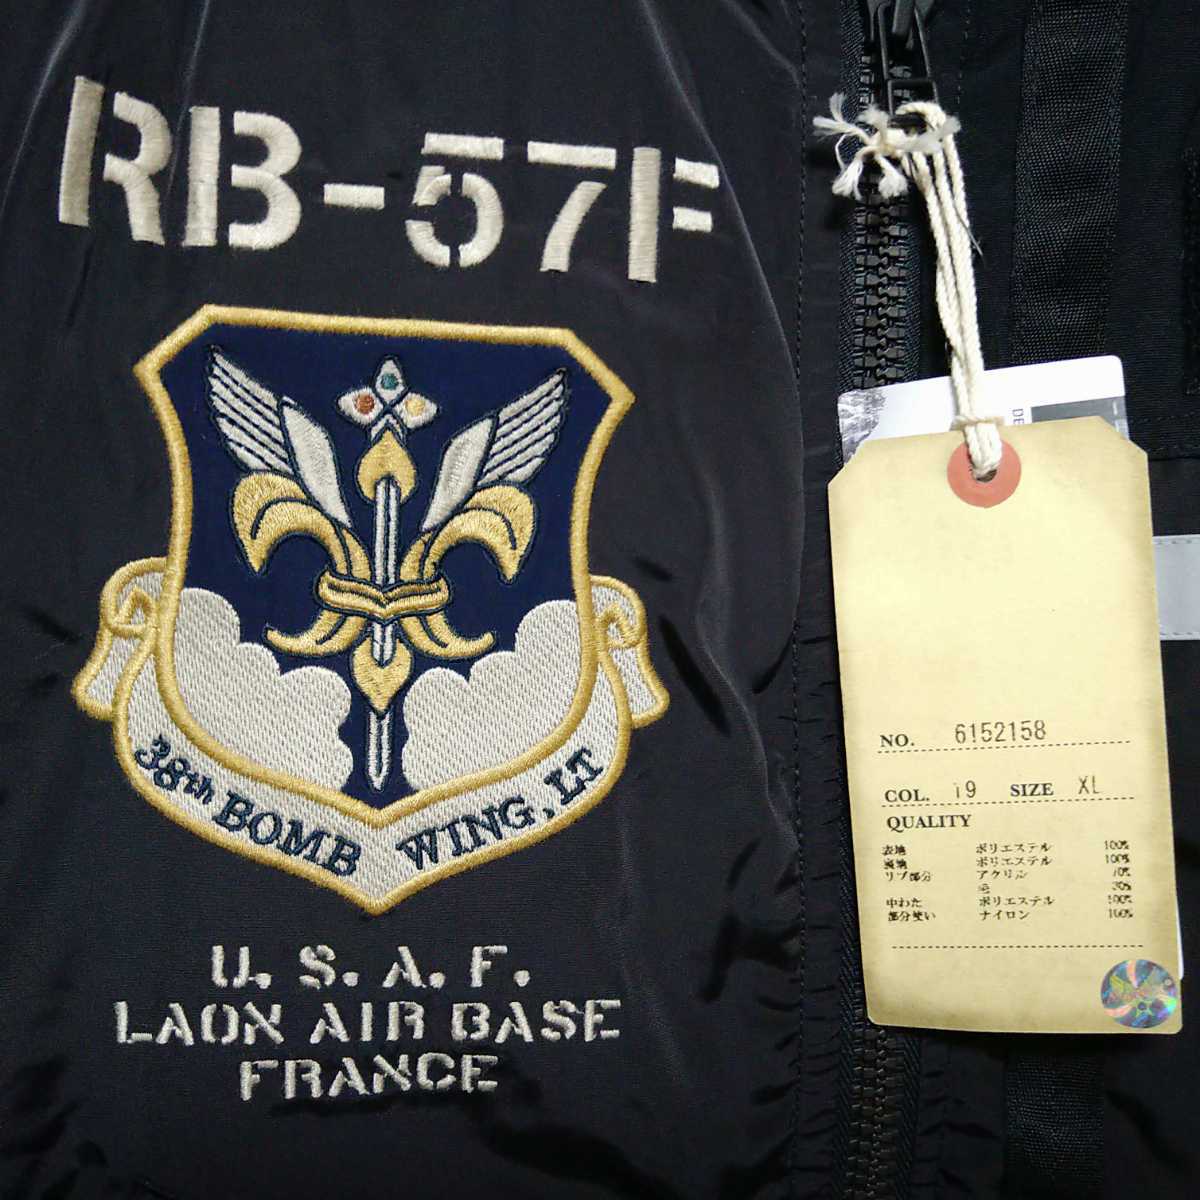 RB-57F
38th BOMB WING, LT
U.S.A.F.
LAON AIR BASE
FRANCE
NO. 6152158
COL. 19 SIZE XL
QUALITY
表地 ポリエステル 100%
裏地 ポリエステル 100%
リブ部分 アクリル 70%
毛 30%
中わた ポリエステル 100%
部分使い ナイロン 100%